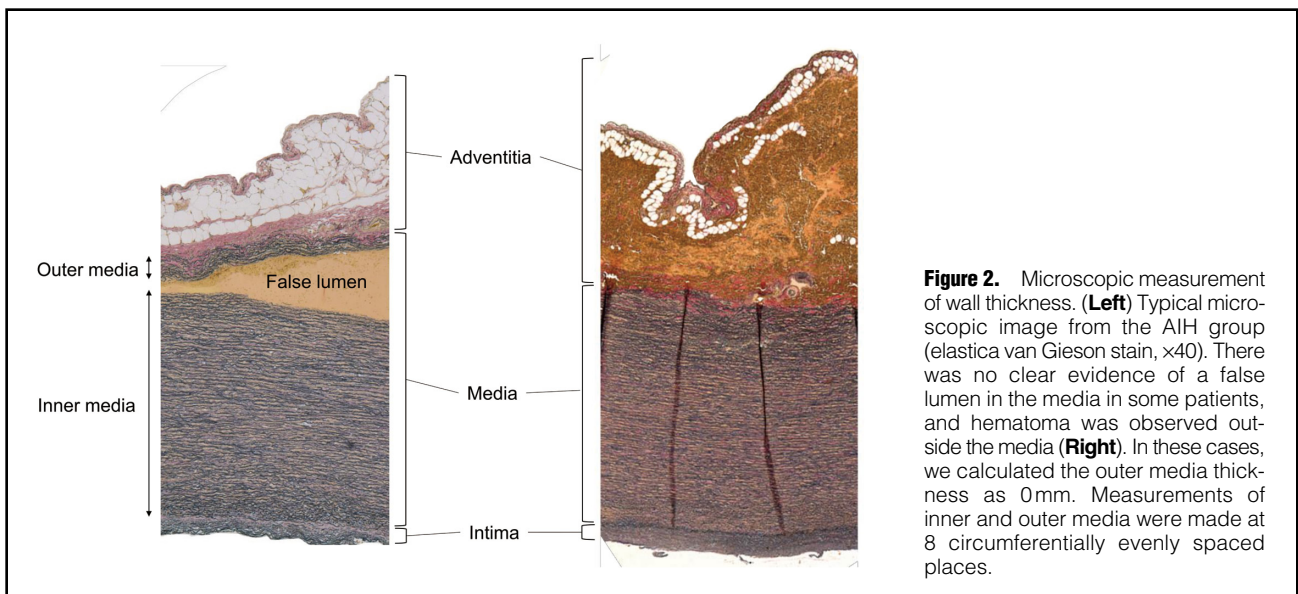 Adventitia
Outer media
False lumen
Inner media
Media
Intima
Figure 2. Microscopic measurement
of wall thickness. (Left) Typical micro-
scopic image from the AIH group
(elastica van Gieson stain, ×40). There
was no clear evidence of a false
lumen in the media in some patients,
and hematoma was observed out-
side the media (Right). In these cases,
we calculated the outer media thick-
ness as 0 mm. Measurements of
inner and outer media were made at
8 circumferentially evenly spaced
places.